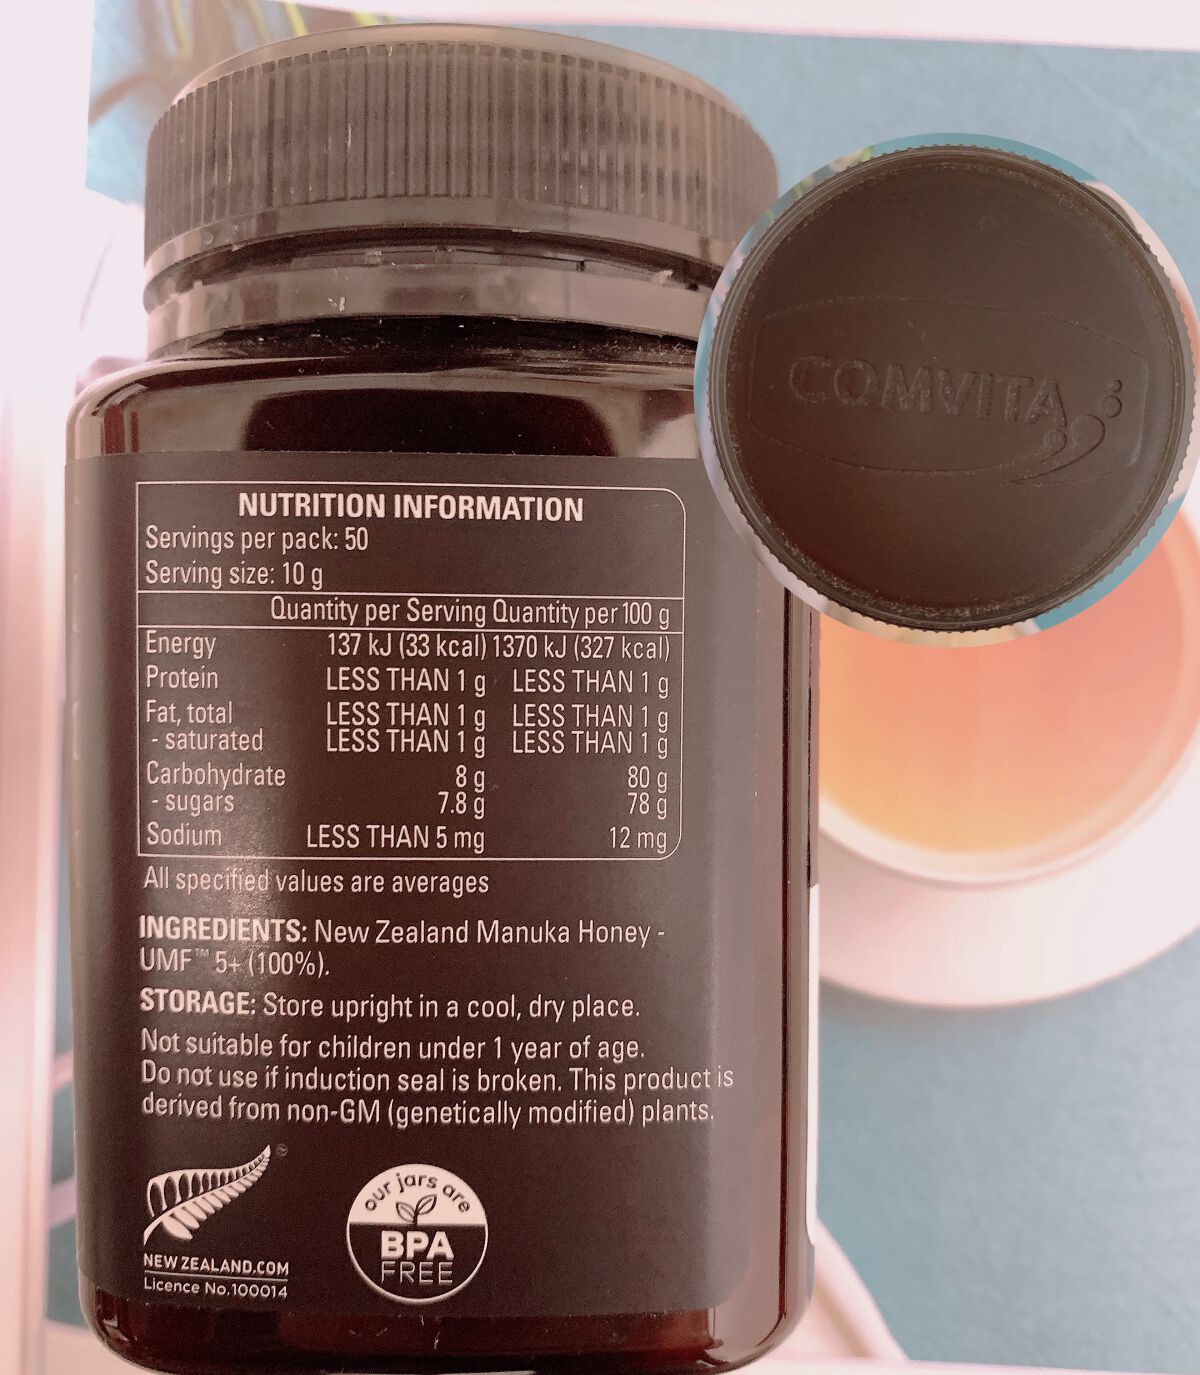 COMVITA
NUTRITION INFORMATION
Servings per pack: 50
Serving size: 10 g
Quantity per Serving Quantity per 100 g
Energy 137 kJ (33 kcal) 1370 kJ (327 kcal)
Protein LESS THAN 1 g LESS THAN 1 g
Fat, total LESS THAN 1 g LESS THAN 1 g
- saturated LESS THAN 1 g LESS THAN 1 g
Carbohydrate 8 g 80 g
- sugars 7.8 g 78 g
Sodium LESS THAN 5 mg 12 mg
All specified values are averages
INGREDIENTS: New Zealand Manuka Honey -
UMF™ 5+ (100%).
STORAGE: Store upright in a cool, dry place.
Not suitable for children under 1 year of age.
Do not use if induction seal is broken. This product is
derived from non-GM (genetically modified) plants.
NEW ZEALAND.COM
Licence No.100014
our jars are
BPA
FREE